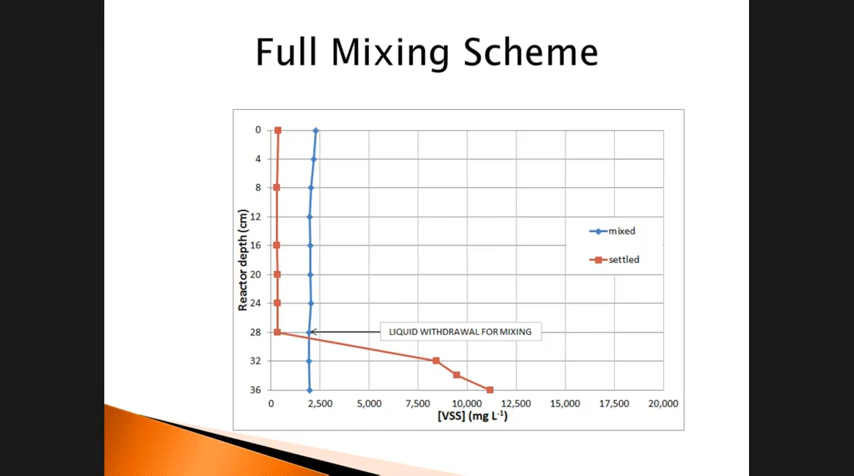 Full Mixing Scheme
0
4
8
12
16
20
24
28
32
36
Reactor depth (cm)
mixed
settled
LIQUID WITHDRAWAL FOR MIXING
0 2,500 5,000 7,500 10,000 12,500 15,000 17,500 20,000
[VSS] (mg L⁻¹)